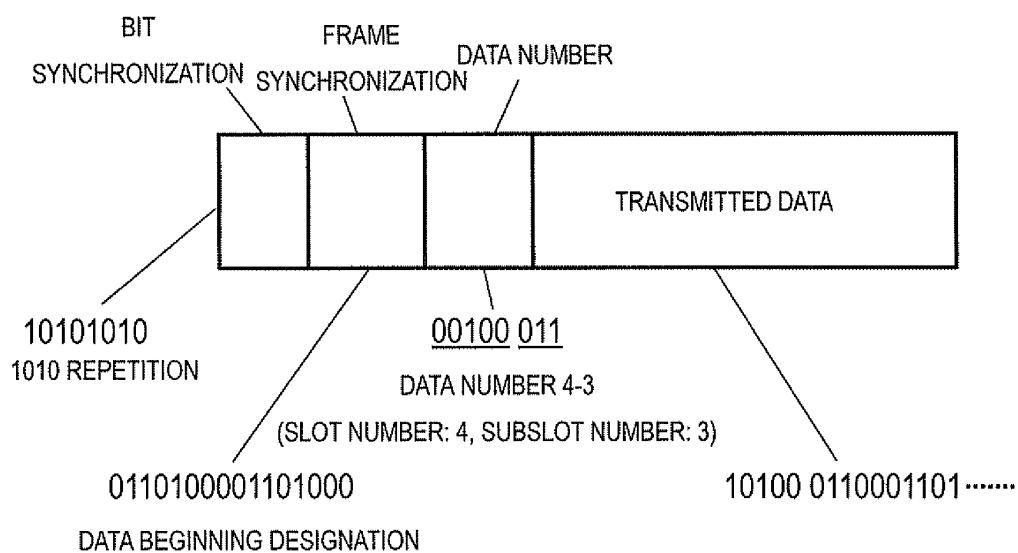 BIT
SYNCHRONIZATION
FRAME
SYNCHRONIZATION
DATA NUMBER
TRANSMITTED DATA
10101010
1010 REPETITION
00100 011
DATA NUMBER 4-3
(SLOT NUMBER: 4, SUBSLOT NUMBER: 3)
0110100001101000
DATA BEGINNING DESIGNATION
10100 0110001101·······